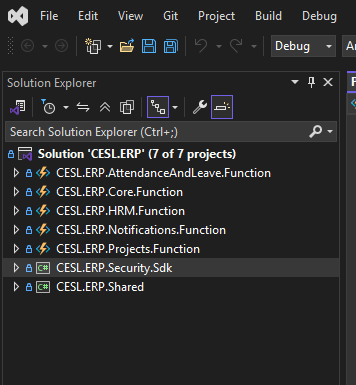 File Edit View Git Project Build Debug
Debug
Solution Explorer
Search Solution Explorer (Ctrl+;)
Solution 'CESL.ERP' (7 of 7 projects)
CESL.ERP.AttendanceAndLeave.Function
CESL.ERP.Core.Function
CESL.ERP.HRM.Function
CESL.ERP.Notifications.Function
CESL.ERP.Projects.Function
C# CESL.ERP.Security.Sdk
C# CESL.ERP.Shared